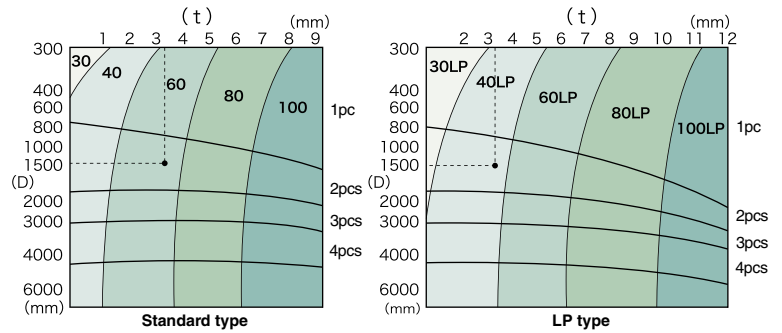 (t)
(mm)
1 2 3 4 5 6 7 8 9
300
400
600
800
1000
1500
(D)
2000
3000
4000
6000
(mm)
30
40
60
80
100
1pc
2pcs
3pcs
4pcs
Standard type
(t)
(mm)
2 3 4 5 6 7 8 9 10 11 12
300
400
600
800
1000
1500
(D)
2000
3000
4000
6000
(mm)
30LP
40LP
60LP
80LP
100LP
1pc
2pcs
3pcs
4pcs
LP type